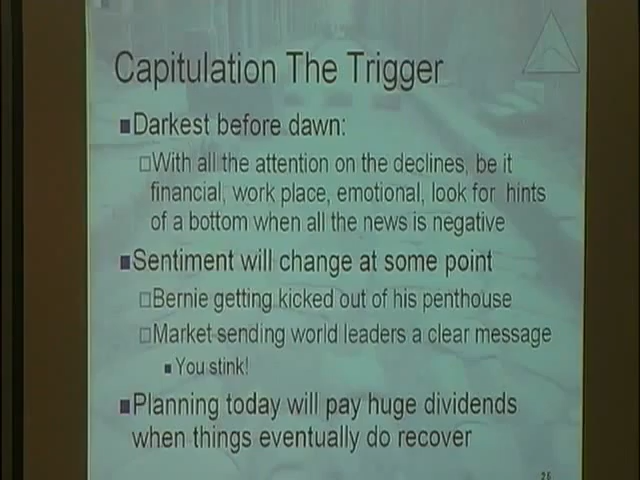 Capitulation The Trigger
Darkest before dawn:
With all the attention on the declines, be it
financial, work place, emotional, look for hints
of a bottom when all the news is negative
Sentiment will change at some point
Bernie getting kicked out of his penthouse
Market sending world leaders a clear message
You stink!
Planning today will pay huge dividends
when things eventually do recover